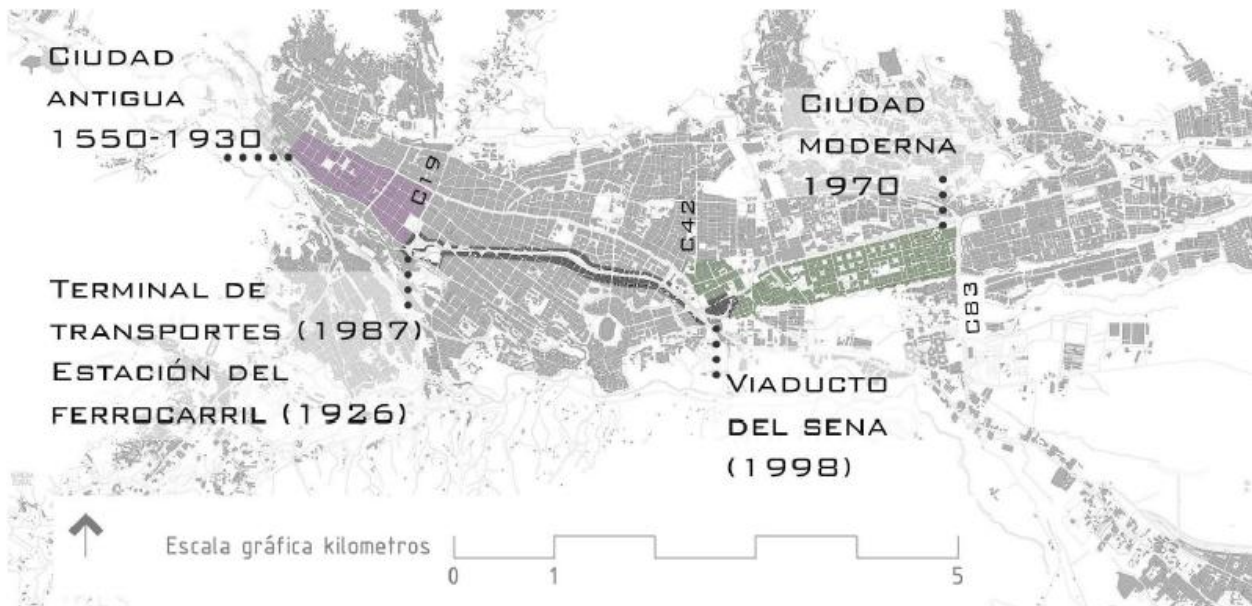 CIUDAD
ANTIGUA
1550-1930
C19
TERMINAL DE
TRANSPORTES (1987)
ESTACIÓN DEL
FERROCARRIL (1926)
C42
CIUDAD
MODERNA
1970
C83
VIADUCTO
DEL SENA
(1998)
Escala gráfica kilometros
0 1 5